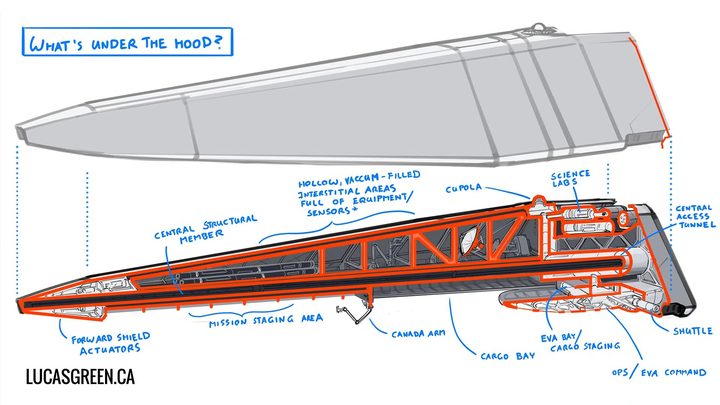 WHAT'S UNDER THE HOOD?
HOLLOW, VACCUM-FILLED
INTERSTITIAL AREAS
FULL OF EQUIPMENT/
SENSORS+
CUPOLA
SCIENCE
LABS
CENTRAL
ACCESS
TUNNEL
CENTRAL STRUCTURAL
MEMBER
FORWARD SHIELD
ACTUATORS
MISSION STAGING AREA
CANADA ARM
CARGO BAY
EVA BAY/
CARGO STAGING
SHUTTLE
OPS/EVA COMMAND
LUCASGREEN.CA